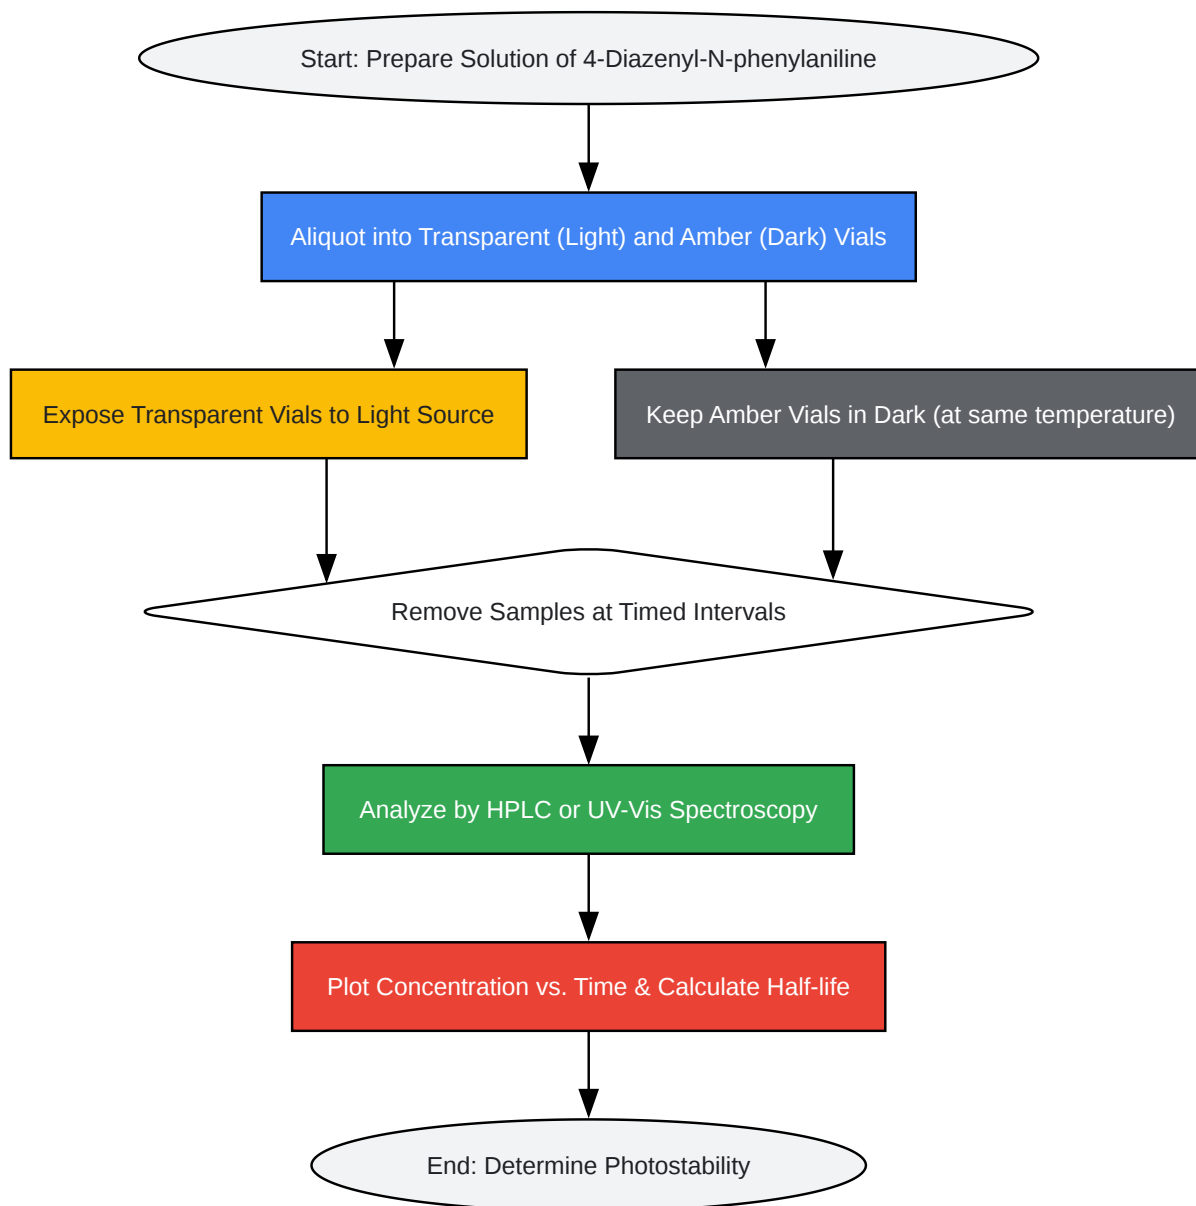 Start: Prepare Solution of 4-Diazenyl-N-phenylaniline
Aliquot into Transparent (Light) and Amber (Dark) Vials
Expose Transparent Vials to Light Source
Keep Amber Vials in Dark (at same temperature)
Remove Samples at Timed Intervals
Analyze by HPLC or UV-Vis Spectroscopy
Plot Concentration vs. Time & Calculate Half-life
End: Determine Photostability